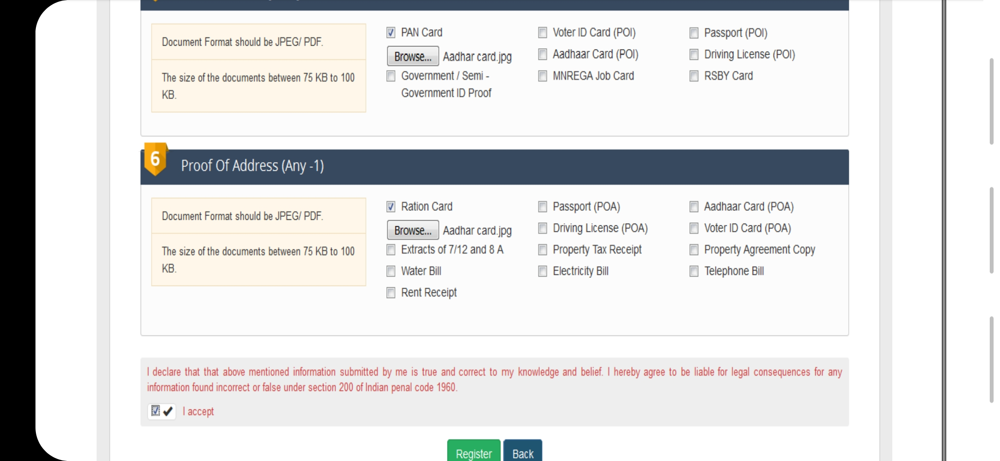 Document Format should be JPEG/ PDF.
The size of the documents between 75 KB to 100
KB.
PAN Card
Voter ID Card (POI)
Passport (POI)
Browse... Aadhar card.jpg
Aadhaar Card (POI)
Driving License (POI)
Government / Semi -
Government ID Proof
MNREGA Job Card
RSBY Card
6
Proof Of Address (Any -1)
Document Format should be JPEG/ PDF.
The size of the documents between 75 KB to 100
KB.
Ration Card
Passport (POA)
Aadhaar Card (POA)
Browse... Aadhar card.jpg
Driving License (POA)
Voter ID Card (POA)
Extracts of 7/12 and 8 A
Property Tax Receipt
Property Agreement Copy
Water Bill
Electricity Bill
Telephone Bill
Rent Receipt
I declare that that above mentioned information submitted by me is true and correct to my knowledge and belief. I hereby agree to be liable for legal consequences for any
information found incorrect or false under section 200 of Indian penal code 1960.
I accept
Register
Back